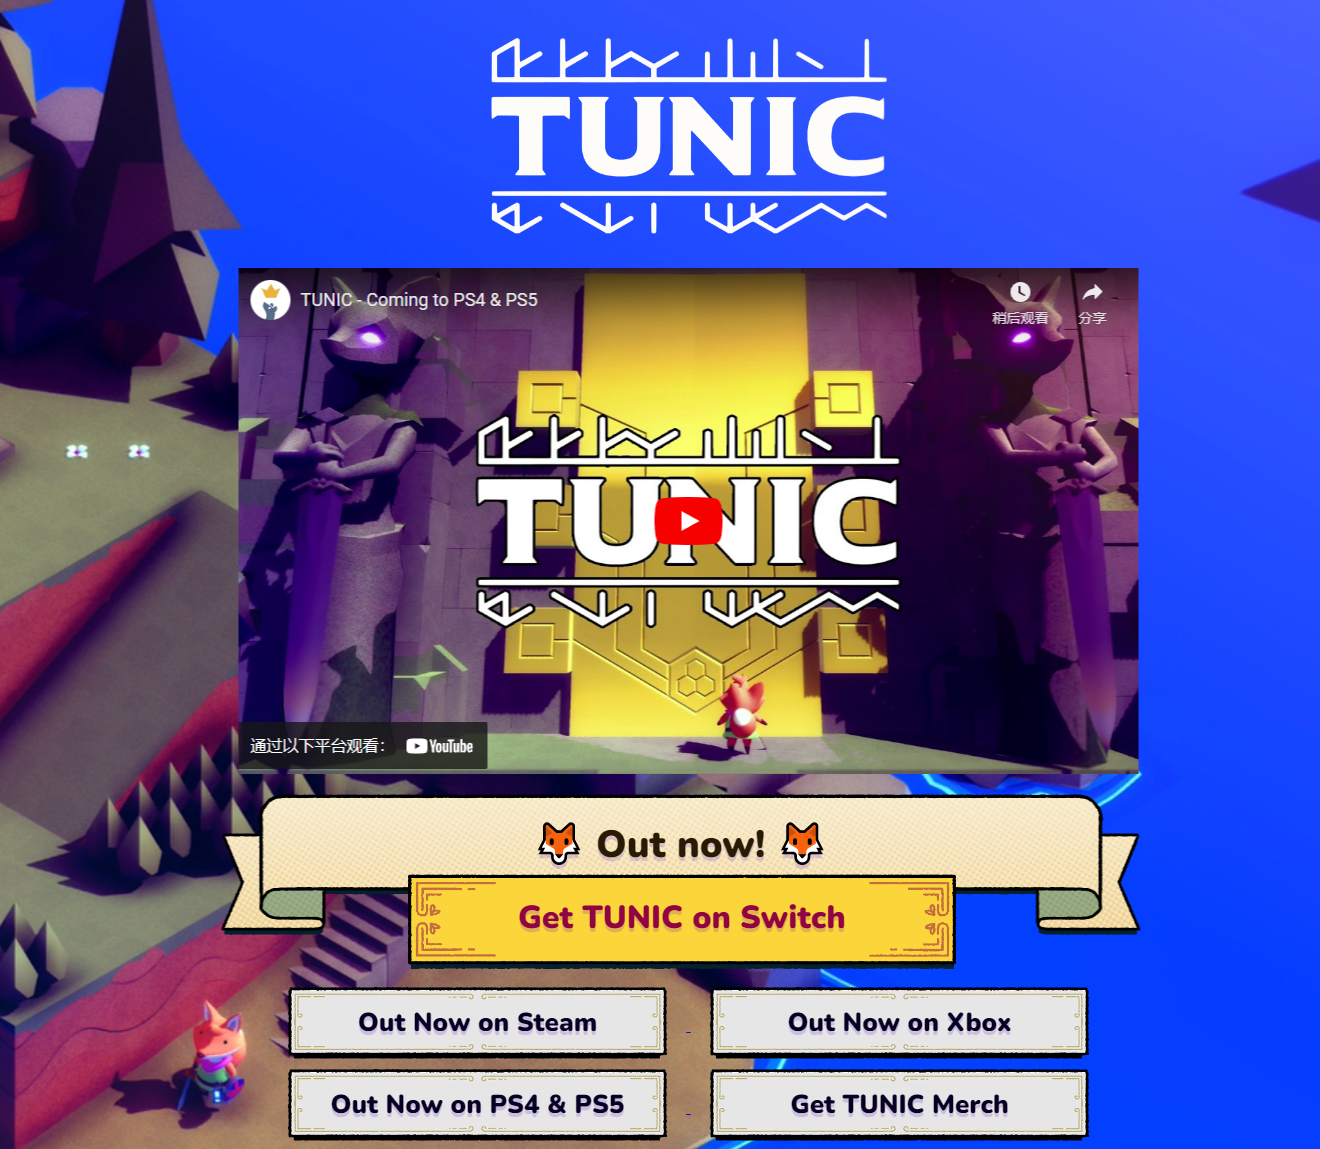 TUNIC
TUNIC - Coming to PS4 & PS5
稍后观看
分享
TUNIC
通过以下平台观看：
YouTube
Out now!
Get TUNIC on Switch
Out Now on Steam
Out Now on Xbox
Out Now on PS4 & PS5
Get TUNIC Merch